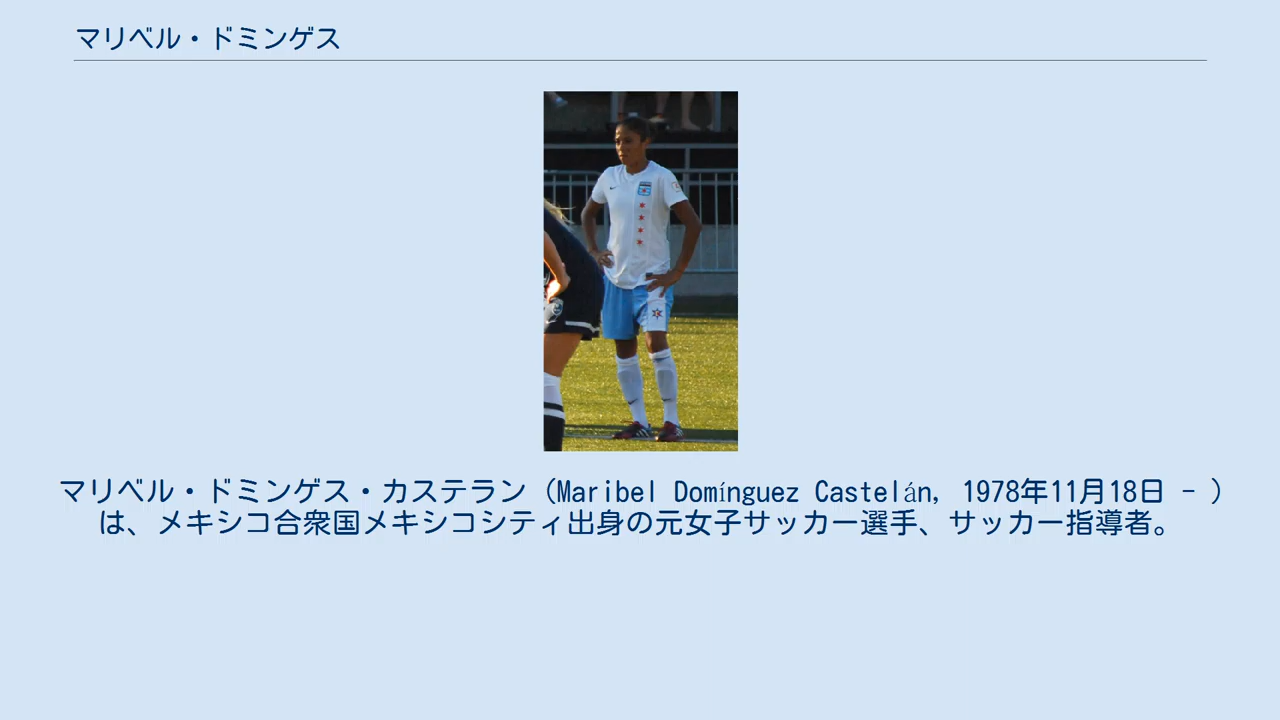 マリベル・ドミンゲス
マリベル・ドミンゲス・カステラン（Maribel Domínguez Castelán, 1978年11月18日 - ）
は、メキシコ合衆国メキシコシティ出身の元女子サッカー選手、サッカー指導者。